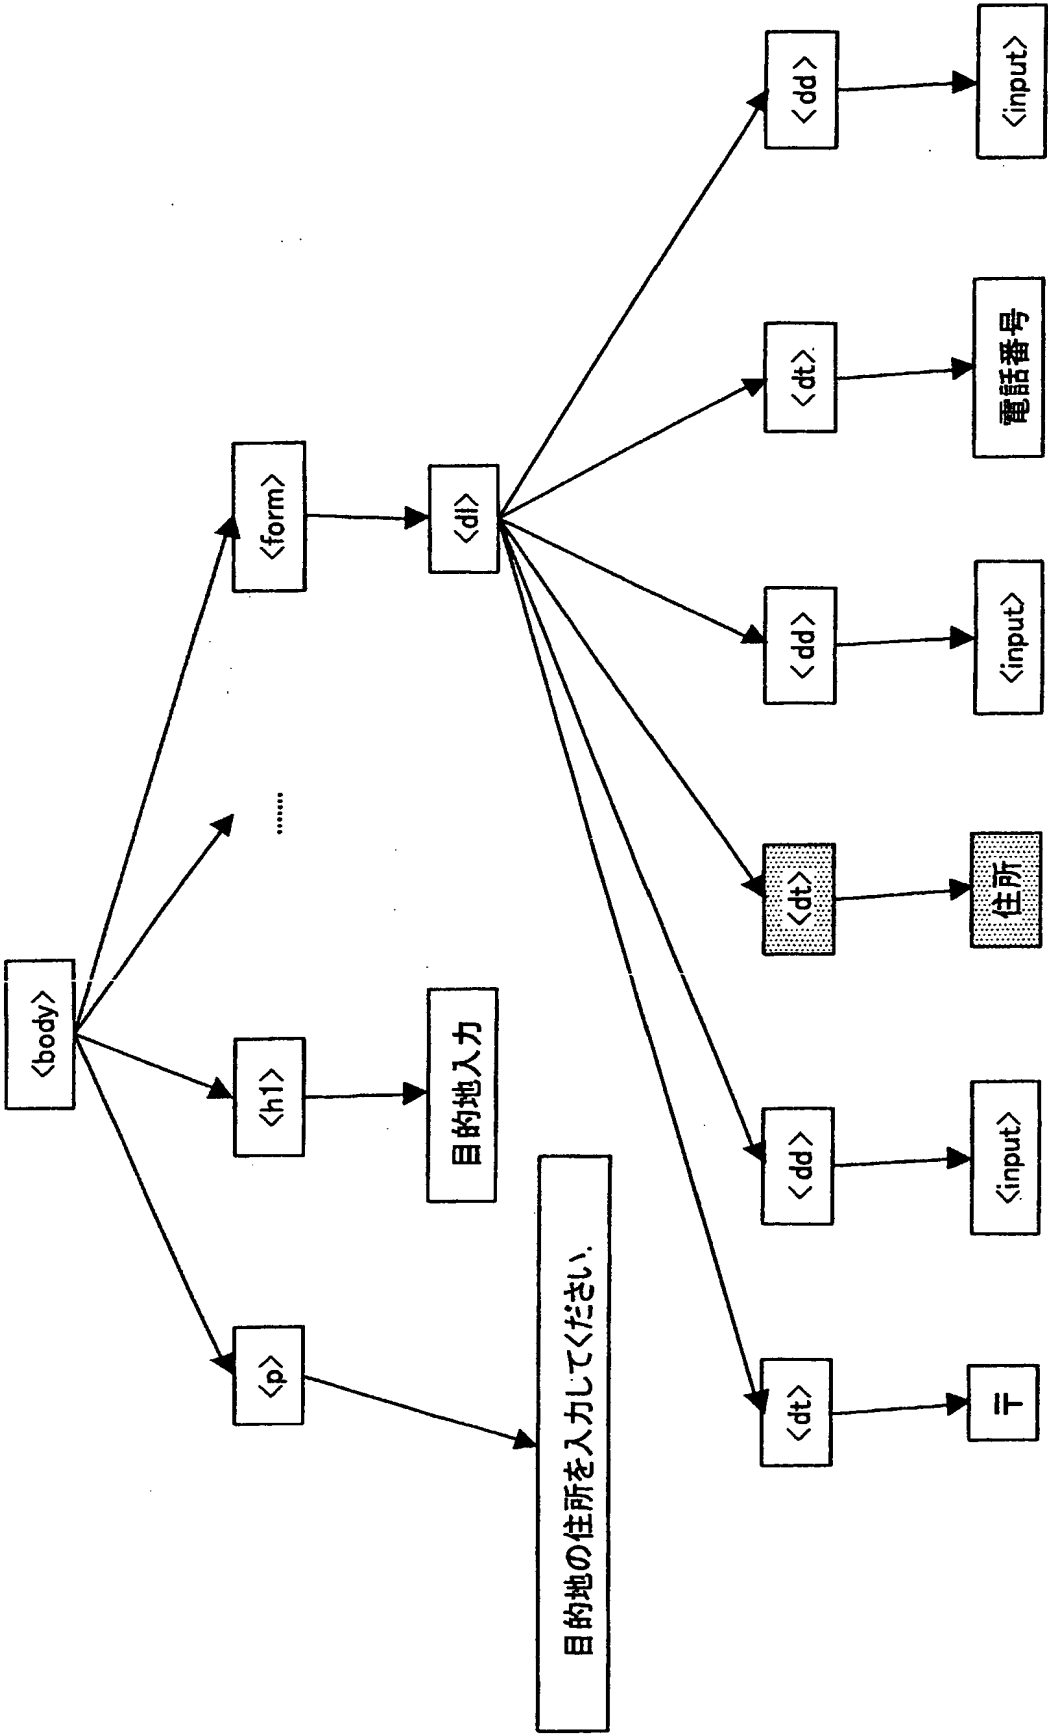 <body>
<p>
<h1>
......
<form>
目的地入力
<dl>
目的地の住所を入力してください.
<dt>
<dd>
<dt>
<dd>
<dt>
<dd>
〒
<input>
住所
<input>
電話番号
<input>